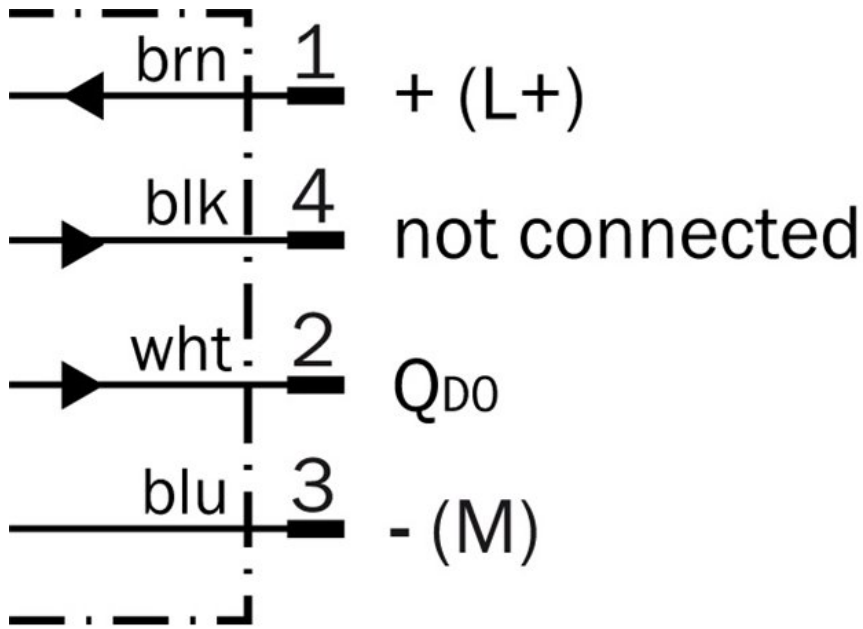 brn 1 + (L+)
blk 4 not connected
wht 2 QDO
blu 3 - (M)